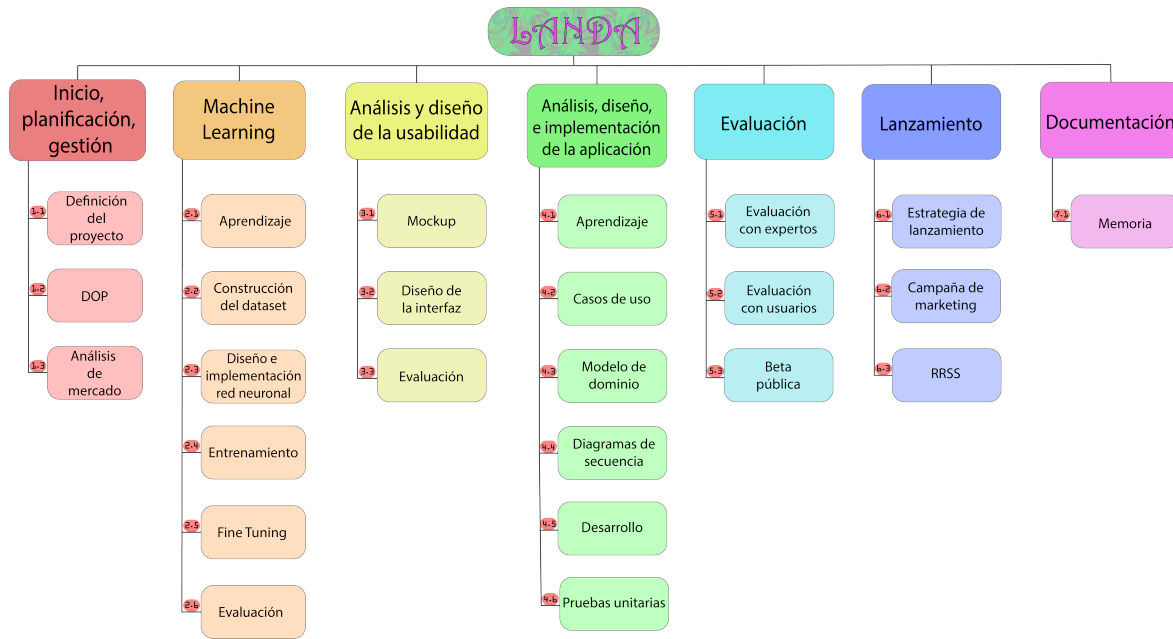 LANDA
Inicio,
planificación,
gestión
1.1
Definición
del
proyecto
1.2
DOP
1.3
Análisis
de
mercado
Machine
Learning
2.1
Aprendizaje
2.2
Construcción
del dataset
2.3
Diseño e
implementación
red neuronal
2.4
Entrenamiento
2.5
Fine Tuning
2.6
Evaluación
Análisis y diseño
de la usabilidad
3.1
Mockup
3.2
Diseño de
la interfaz
3.3
Evaluación
Análisis, diseño,
e implementación
de la aplicación
4.1
Aprendizaje
4.2
Casos de uso
4.3
Modelo de
dominio
4.4
Diagramas de
secuencia
4.5
Desarrollo
4.6
Pruebas unitarias
Evaluación
5.1
Evaluación
con expertos
5.2
Evaluación
con usuarios
5.3
Beta
pública
Lanzamiento
6.1
Estrategia de
lanzamiento
6.2
Campaña de
marketing
6.3
RRSS
Documentación
7.1
Memoria